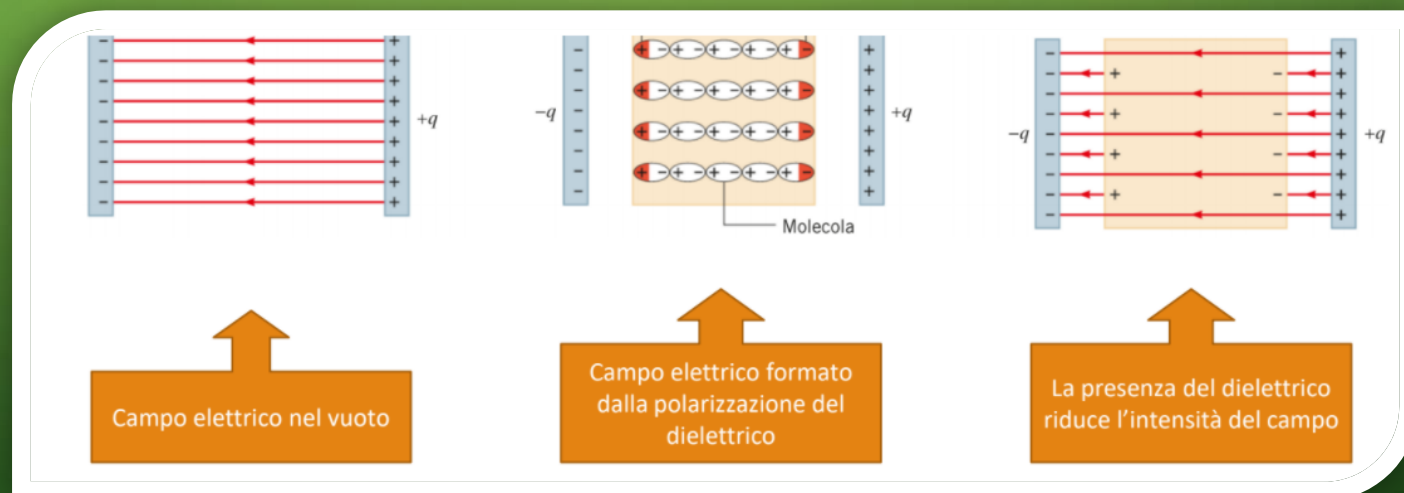 +q
−q
+q
Molecola
−q
+q
Campo elettrico nel vuoto
Campo elettrico formato
dalla polarizzazione del
dielettrico
La presenza del dielettrico
riduce l'intensità del campo